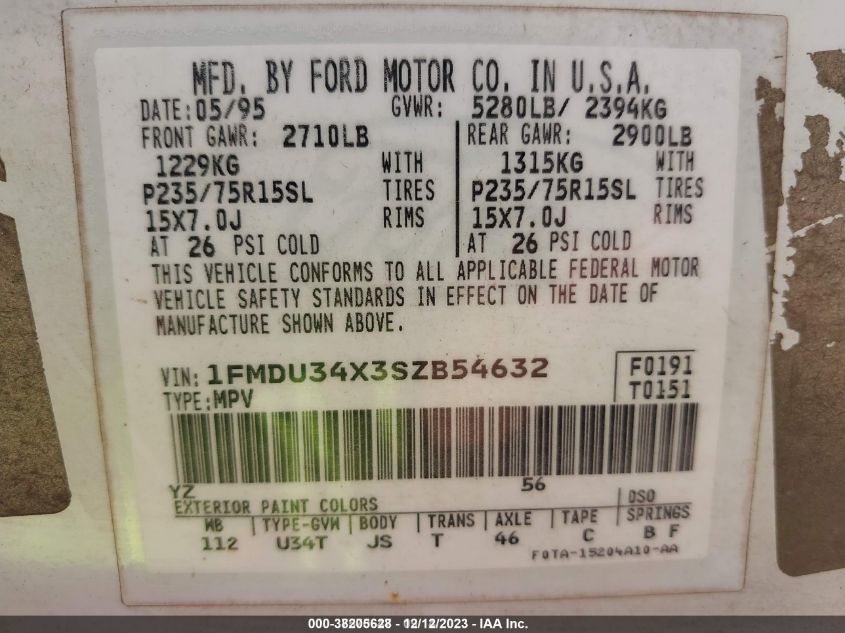 MFD. BY FORD MOTOR CO. IN U.S.A.
DATE: 05/95 GVWR: 5280LB/ 2394KG
FRONT GAWR: 2710LB REAR GAWR: 2900LB
1229KG WITH 1315KG WITH
P235/75R15SL TIRES P235/75R15SL TIRES
15X7.0J RIMS 15X7.0J RIMS
AT 26 PSI COLD AT 26 PSI COLD
THIS VEHICLE CONFORMS TO ALL APPLICABLE FEDERAL MOTOR
VEHICLE SAFETY STANDARDS IN EFFECT ON THE DATE OF
MANUFACTURE SHOWN ABOVE.
VIN: 1FMDU34X3SZB54632 F0191
TYPE: MPV T0151
YZ 56
EXTERIOR PAINT COLORS DSO
WB TYPE-GVW BODY TRANS AXLE TAPE SPRINGS
112 U34T JS T 46 C B F
F0TA-15204A10-AA
000-38205628 - 12/12/2023 - IAA Inc.